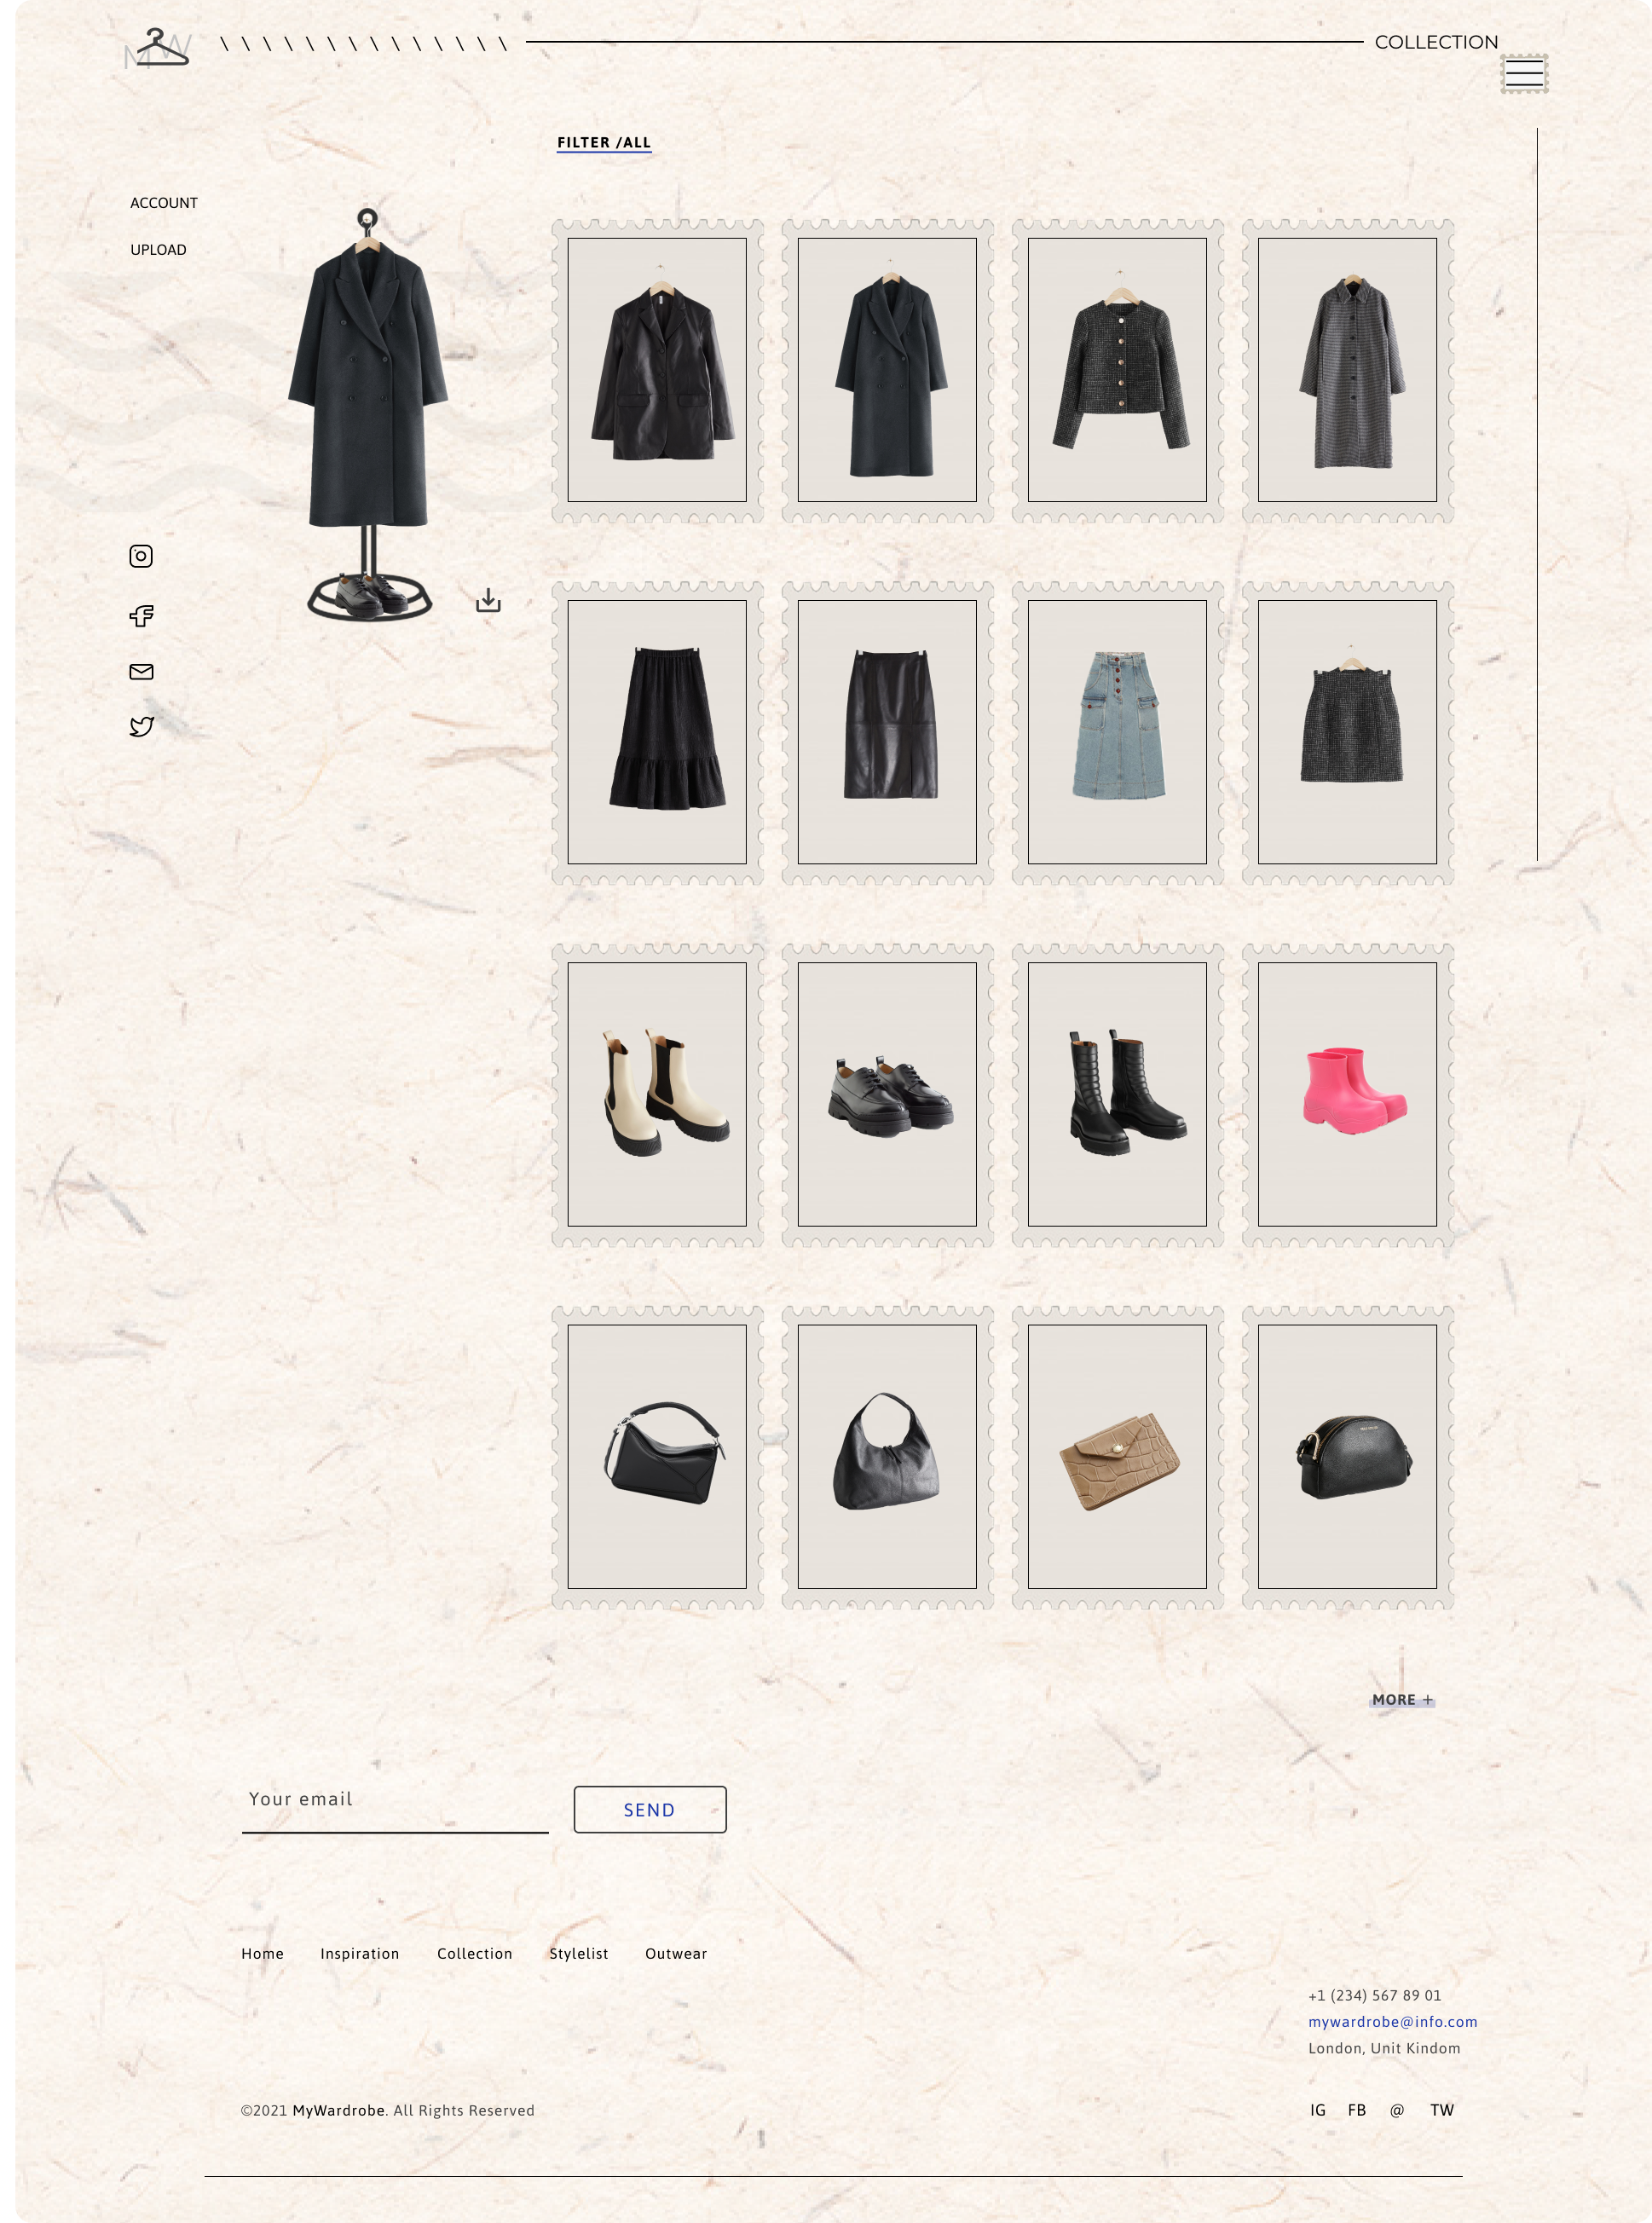 MW
COLLECTION
FILTER /ALL
ACCOUNT
UPLOAD
MORE +
Your email
SEND
Home Inspiration Collection Stylelist Outwear
+1 (234) 567 89 01
mywardrobe@info.com
London, Unit Kindom
©2021 MyWardrobe. All Rights Reserved
IG FB @ TW